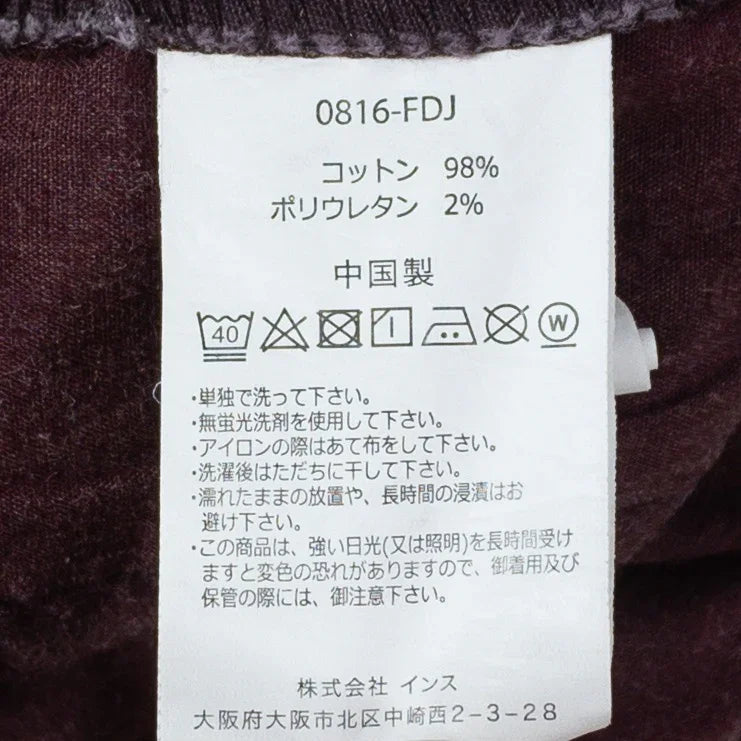 0816-FDJ
コットン 98%
ポリウレタン 2%
中国製
40 W
・単独で洗って下さい。
・無蛍光洗剤を使用して下さい。
・アイロンの際はあて布をして下さい。
・洗濯後はただちに干して下さい。
・濡れたままの放置や、長時間の浸漬はお
避け下さい。
・この商品は、強い日光(又は照明)を長時間受け
ますと変色の恐れがありますので、御着用及び
保管の際には、御注意下さい。
株式会社 インス
大阪府大阪市北区中崎西2-3-28